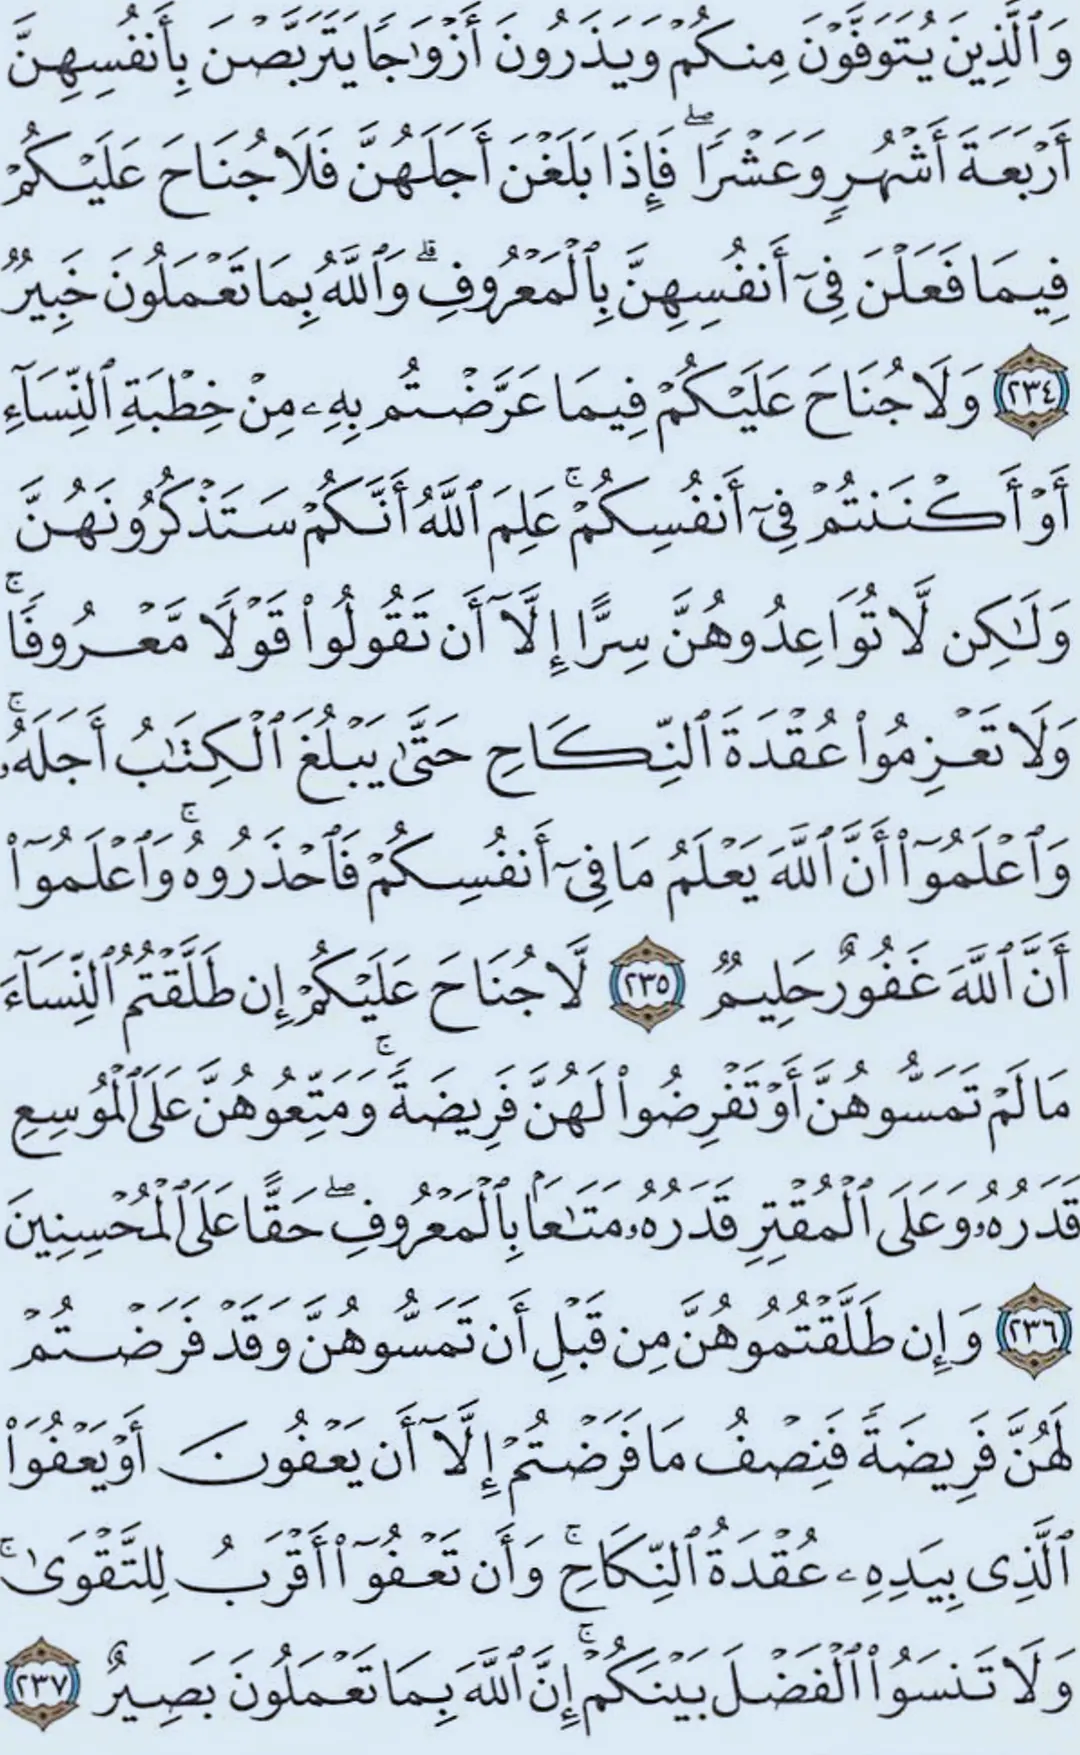 وَٱلَّذِينَ يُتَوَفَّوْنَ مِنكُمْ وَيَذَرُونَ أَزْوَٰجًا يَتَرَبَّصْنَ بِأَنفُسِهِنَّ
أَرْبَعَةَ أَشْهُرٍ وَعَشْرًا ۖ فَإِذَا بَلَغْنَ أَجَلَهُنَّ فَلَا جُنَاحَ عَلَيْكُمْ
فِيمَا فَعَلْنَ فِىٓ أَنفُسِهِنَّ بِٱلْمَعْرُوفِ ۗ وَٱللَّهُ بِمَا تَعْمَلُونَ خَبِيرٌ
٢٣٤ وَلَا جُنَاحَ عَلَيْكُمْ فِيمَا عَرَّضْتُم بِهِۦ مِنْ خِطْبَةِ ٱلنِّسَآءِ
أَوْ أَكْنَنتُمْ فِىٓ أَنفُسِكُمْ ۚ عَلِمَ ٱللَّهُ أَنَّكُمْ سَتَذْكُرُونَهُنَّ
وَلَٰكِن لَّا تُوَاعِدُوهُنَّ سِرًّا إِلَّآ أَن تَقُولُوا۟ قَوْلًا مَّعْرُوفًا ۚ
وَلَا تَعْزِمُوا۟ عُقْدَةَ ٱلنِّكَاحِ حَتَّىٰ يَبْلُغَ ٱلْكِتَٰبُ أَجَلَهُۥ ۚ
وَٱعْلَمُوٓا۟ أَنَّ ٱللَّهَ يَعْلَمُ مَا فِىٓ أَنفُسِكُمْ فَٱحْذَرُوهُ ۚ وَٱعْلَمُوٓا۟
أَنَّ ٱللَّهَ غَفُورٌ حَلِيمٌ ٢٣٥ لَّا جُنَاحَ عَلَيْكُمْ إِن طَلَّقْتُمُ ٱلنِّسَآءَ
مَا لَمْ تَمَسُّوهُنَّ أَوْ تَفْرِضُوا۟ لَهُنَّ فَرِيضَةً ۚ وَمَتِّعُوهُنَّ عَلَى ٱلْمُوسِعِ
قَدَرُهُۥ وَعَلَى ٱلْمُقْتِرِ قَدَرُهُۥ مَتَٰعًۢا بِٱلْمَعْرُوفِ ۖ حَقًّا عَلَى ٱلْمُحْسِنِينَ
٢٣٦ وَإِن طَلَّقْتُمُوهُنَّ مِن قَبْلِ أَن تَمَسُّوهُنَّ وَقَدْ فَرَضْتُمْ
لَهُنَّ فَرِيضَةً فَنِصْفُ مَا فَرَضْتُمْ إِلَّآ أَن يَعْفُونَ أَوْ يَعْفُوَا۟
ٱلَّذِى بِيَدِهِۦ عُقْدَةُ ٱلنِّكَاحِ ۚ وَأَن تَعْفُوٓا۟ أَقْرَبُ لِلتَّقْوَىٰ ۚ
وَلَا تَنسَوُا۟ ٱلْفَضْلَ بَيْنَكُمْ ۚ إِنَّ ٱللَّهَ بِمَا تَعْمَلُونَ بَصِيرٌ ٢٣٧